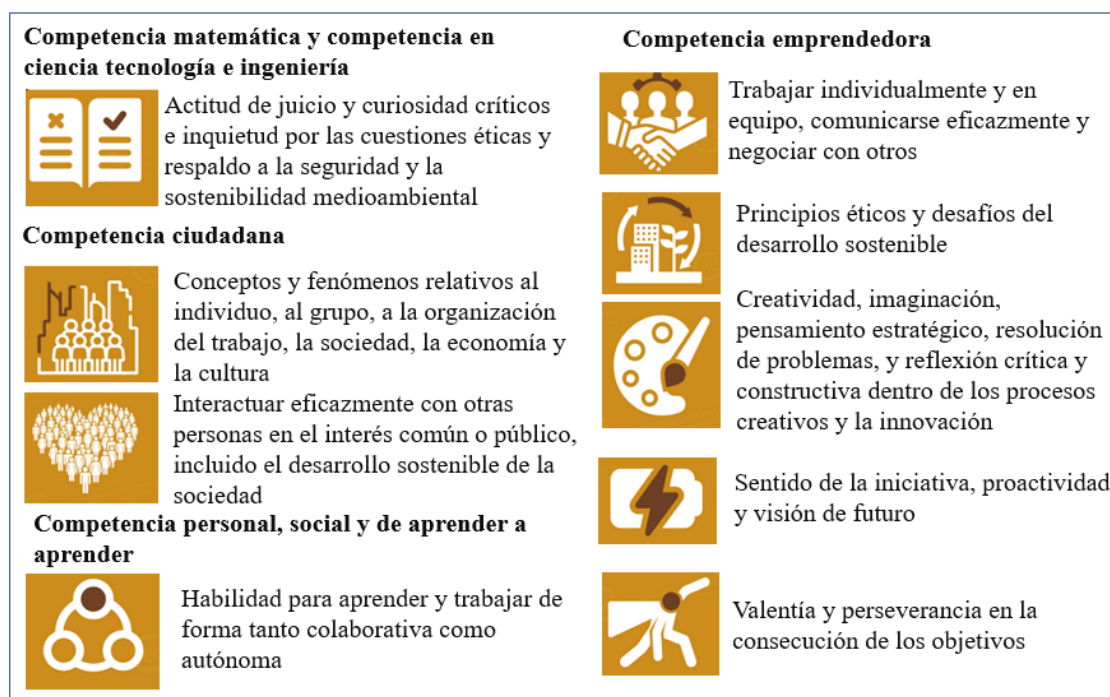 Competencia matemática y competencia en
ciencia tecnología e ingeniería
Actitud de juicio y curiosidad críticos
e inquietud por las cuestiones éticas y
respaldo a la seguridad y la
sostenibilidad medioambiental
Competencia ciudadana
Conceptos y fenómenos relativos al
individuo, al grupo, a la organización
del trabajo, la sociedad, la economía y
la cultura
Interactuar eficazmente con otras
personas en el interés común o público,
incluido el desarrollo sostenible de la
sociedad
Competencia personal, social y de aprender a
aprender
Habilidad para aprender y trabajar de
forma tanto colaborativa como
autónoma
Competencia emprendedora
Trabajar individualmente y en
equipo, comunicarse eficazmente y
negociar con otros
Principios éticos y desafíos del
desarrollo sostenible
Creatividad, imaginación,
pensamiento estratégico, resolución
de problemas, y reflexión crítica y
constructiva dentro de los procesos
creativos y la innovación
Sentido de la iniciativa, proactividad
y visión de futuro
Valentía y perseverancia en la
consecución de los objetivos